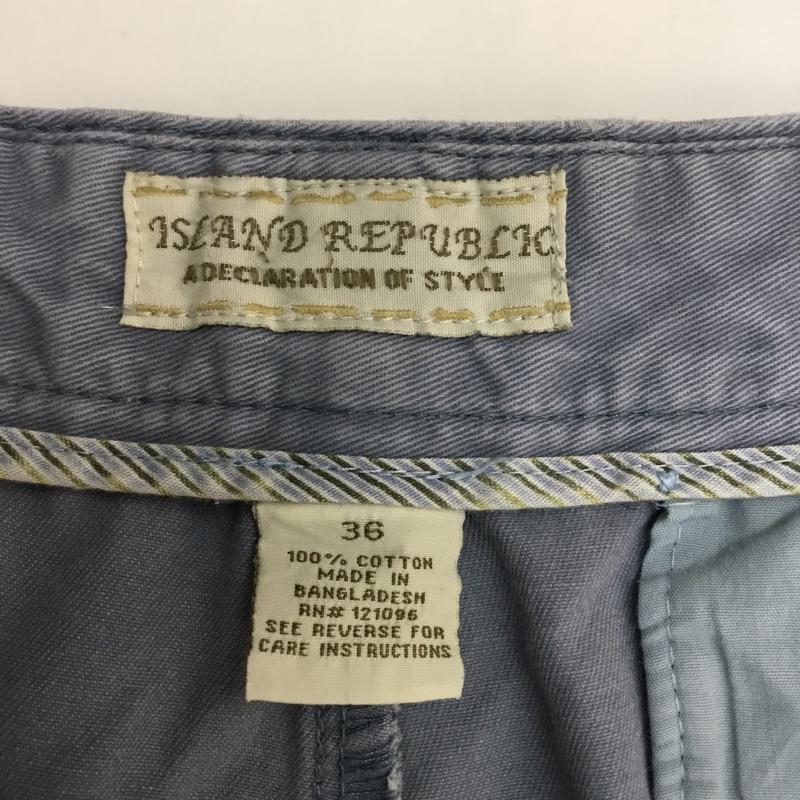 ISLAND REPUBLIC
A DECLARATION OF STYLE
36
100% COTTON
MADE IN
BANGLADESH
RN# 121096
SEE REVERSE FOR
CARE INSTRUCTIONS